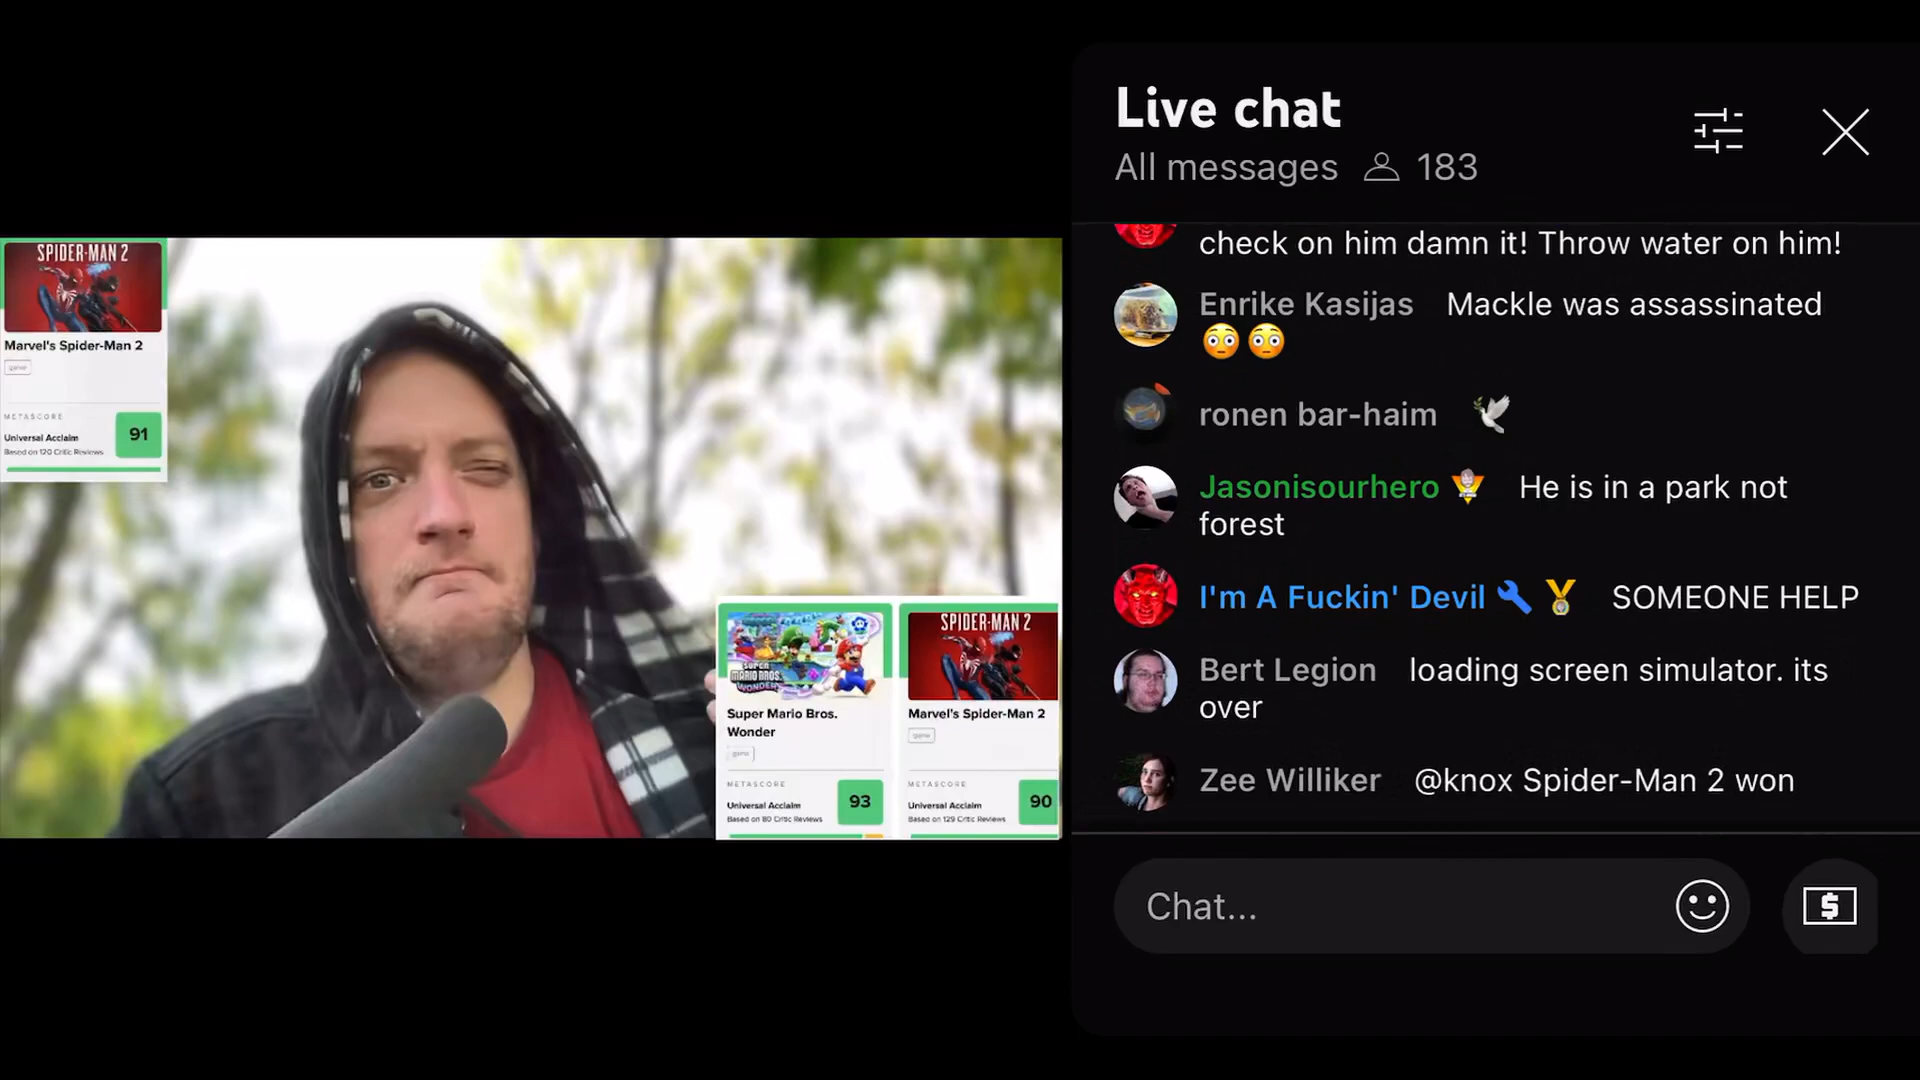 SPIDER-MAN 2
Marvel's Spider-Man 2
game
METASCORE
Universal Acclaim
Based on 120 Critic Reviews
91
SUPER
MARIO BROS.
WONDER
Super Mario Bros.
Wonder
game
METASCORE
Universal Acclaim
Based on 80 Critic Reviews
93
SPIDER-MAN 2
Marvel's Spider-Man 2
game
METASCORE
Universal Acclaim
Based on 129 Critic Reviews
90
Live chat
All messages 183
check on him damn it! Throw water on him!
Enrike Kasijas Mackle was assassinated
😳😳
ronen bar-haim 🕊️
Jasonisourhero He is in a park not
forest
I'm A Fuckin' Devil SOMEONE HELP
Bert Legion loading screen simulator. its
over
Zee Williker @knox Spider-Man 2 won
Chat...